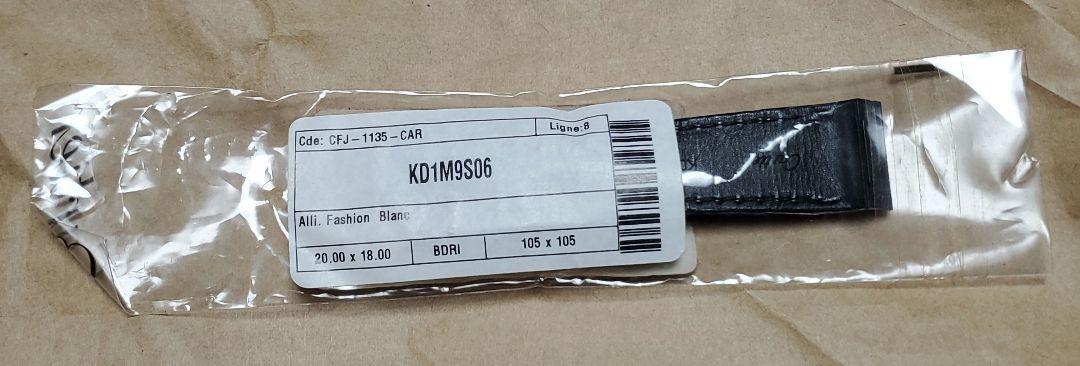 Cde: CFJ-1135-CAR
Ligne:8
KD1M9S06
Alli. Fashion Blanc
20.00 x 18.00
BDRI
105 x 105